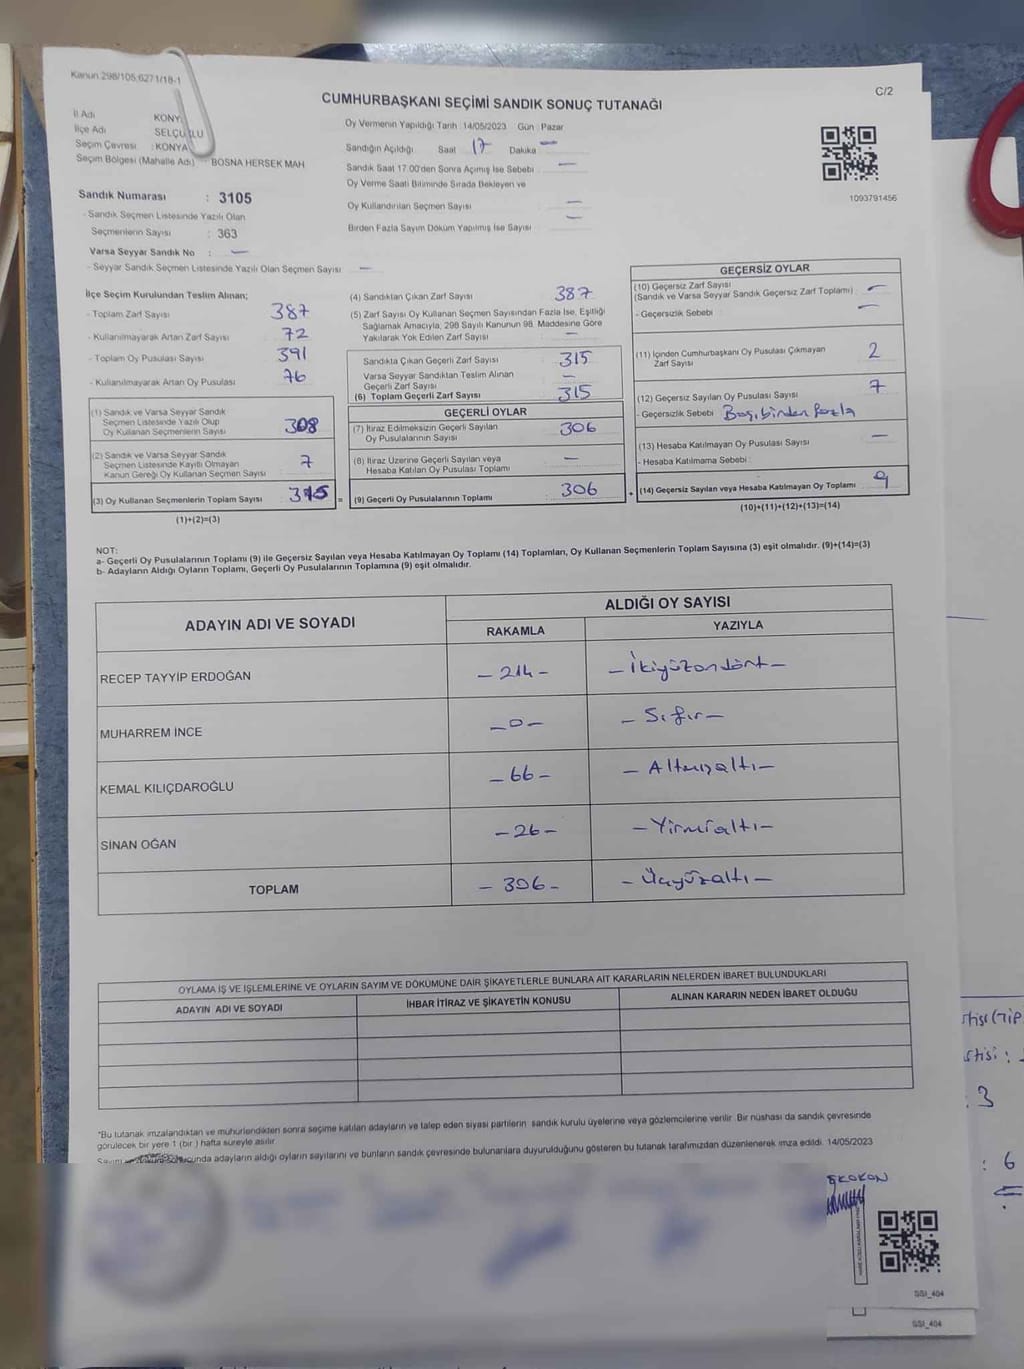 Kanun 298/105,6271/18-1
C/2
CUMHURBAŞKANI SEÇİMİ SANDIK SONUÇ TUTANAĞI
İl Adı KONY
İlçe Adı SELÇUKLU
Seçim Çevresi : KONYA
Seçim Bölgesi (Mahalle Adı) BOSNA HERSEK MAH
Sandık Numarası : 3105
- Sandık Seçmen Listesinde Yazılı Olan
Seçmenlerin Sayısı : 363
Varsa Seyyar Sandık No : —
- Seyyar Sandık Seçmen Listesinde Yazılı Olan Seçmen Sayısı —
Oy Vermenin Yapıldığı Tarih :14/05/2023 Gün : Pazar
Sandığın Açıldığı Saat 17 Dakika —
Sandık Saat 17.00'den Sonra Açılmış İse Sebebi —
Oy Verme Saati Bitiminde Sırada Bekleyen ve
Oy Kullandırılan Seçmen Sayısı —
Birden Fazla Sayım Döküm Yapılmış İse Sayısı —
1093791456
İlçe Seçim Kurulundan Teslim Alınan;
- Toplam Zarf Sayısı 387
- Kullanılmayarak Artan Zarf Sayısı 72
- Toplam Oy Pusulası Sayısı 391
- Kullanılmayarak Artan Oy Pusulası 76
(1) Sandık ve Varsa Seyyar Sandık
Seçmen Listesinde Yazılı Olup
Oy Kullanan Seçmenlerin Sayısı 308
(2) Sandık ve Varsa Seyyar Sandık
Seçmen Listesinde Kayıtlı Olmayan
Kanun Gereği Oy Kullanan Seçmen Sayısı 7
(3) Oy Kullanan Seçmenlerin Toplam Sayısı 315 =
(1)+(2)=(3)
(4) Sandıktan Çıkan Zarf Sayısı 387
(5) Zarf Sayısı Oy Kullanan Seçmen Sayısından Fazla İse, Eşitliği
Sağlamak Amacıyla, 298 Sayılı Kanunun 98. Maddesine Göre
Yakılarak Yok Edilen Zarf Sayısı —
Sandıkta Çıkan Geçerli Zarf Sayısı 315
Varsa Seyyar Sandıktan Teslim Alınan
Geçerli Zarf Sayısı —
(6) Toplam Geçerli Zarf Sayısı 315
GEÇERLİ OYLAR
(7) İtiraz Edilmeksizin Geçerli Sayılan
Oy Pusulalarının Sayısı 306
(8) İtiraz Üzerine Geçerli Sayılan veya
Hesaba Katılan Oy Pusulası Toplamı —
(9) Geçerli Oy Pusulalarının Toplamı 306 +
GEÇERSİZ OYLAR
(10) Geçersiz Zarf Sayısı
(Sandık ve Varsa Seyyar Sandık Geçersiz Zarf Toplamı) : —
- Geçersizlik Sebebi : —
(11) İçinden Cumhurbaşkanı Oy Pusulası Çıkmayan
Zarf Sayısı 2
(12) Geçersiz Sayılan Oy Pusulası Sayısı 7
- Geçersizlik Sebebi
(13) Hesaba Katılmayan Oy Pusulası Sayısı —
- Hesaba Katılmama Sebebi :
(14) Geçersiz Sayılan veya Hesaba Katılmayan Oy Toplamı 9
(10)+(11)+(12)+(13)=(14)
NOT:
a- Geçerli Oy Pusulalarının Toplamı (9) ile Geçersiz Sayılan veya Hesaba Katılmayan Oy Toplamı (14) Toplamları, Oy Kullanan Seçmenlerin Toplam Sayısına (3) eşit olmalıdır. (9)+(14)=(3)
b- Adayların Aldığı Oyların Toplamı, Geçerli Oy Pusulalarının Toplamına (9) eşit olmalıdır.
ADAYIN ADI VE SOYADI ALDIĞI OY SAYISI
RAKAMLA YAZIYLA
RECEP TAYYİP ERDOĞAN -214- -İkiyüzondört-
MUHARREM İNCE -0- -Sıfır-
KEMAL KILIÇDAROĞLU -66- -Altmışaltı-
SİNAN OĞAN -26- -Yirmialtı-
TOPLAM -306- -Üçyüzaltı-
OYLAMA İŞ VE İŞLEMLERİNE VE OYLARIN SAYIM VE DÖKÜMÜNE DAİR ŞİKAYETLERLE BUNLARA AİT KARARLARIN NELERDEN İBARET BULUNDUKLARI
ADAYIN ADI VE SOYADI İHBAR İTİRAZ VE ŞİKAYETİN KONUSU ALINAN KARARIN NEDEN İBARET OLDUĞU
"Bu tutanak imzalandıktan ve mühürlendikten sonra seçime katılan adayların ve talep eden siyasi partilerin sandık kurulu üyelerine veya gözlemcilerine verilir. Bir nüshası da sandık çevresinde
görülecek bir yere 1 (bir ) hafta süreyle asılır.
Sayım ve sonucunda adayların aldığı oyların sayılarını ve bunların sandık çevresinde bulunanlara duyurulduğunu gösteren bu tutanak tarafımızdan düzenlenerek imza edildi. 14/05/2023
3
: 6
SSI_404
SSI_404